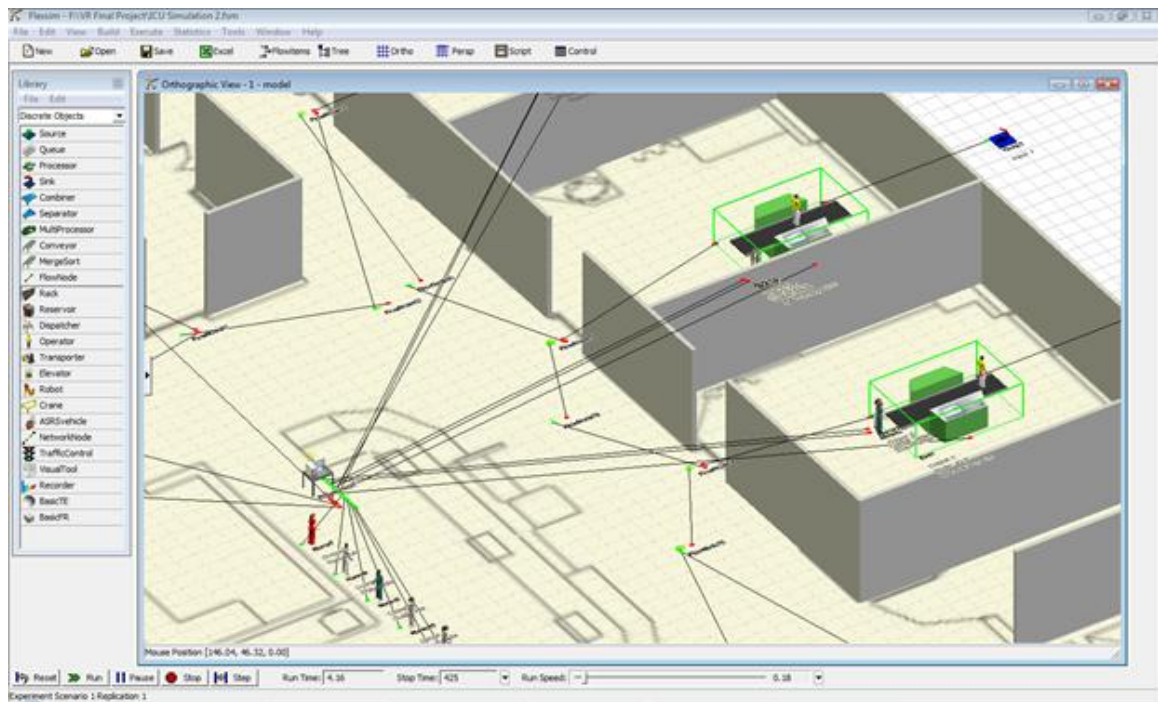 Flexsim - F:\VR Final Project\ICU Simulation 2.fsm
File Edit View Build Execute Statistics Tools Window Help
New Open Save Excel Flowitems Tree Ortho Persp Script Control
Library
File Edit
Discrete Objects
Source
Queue
Processor
Sink
Combiner
Separator
MultiProcessor
Conveyor
MergeSort
FlowNode
Rack
Reservoir
Dispatcher
Operator
Transporter
Elevator
Robot
Crane
ASRSvehicle
NetworkNode
TrafficControl
VisualTool
Recorder
BasicTE
BasicFR
Orthographic View - 1 - model
Mouse Position [146.04, 46.32, 0.00]
Reset Run Pause Stop Step Run Time: 4.16 Stop Time: 425 Run Speed: 0.18
Experiment Scenario 1 Replication 1